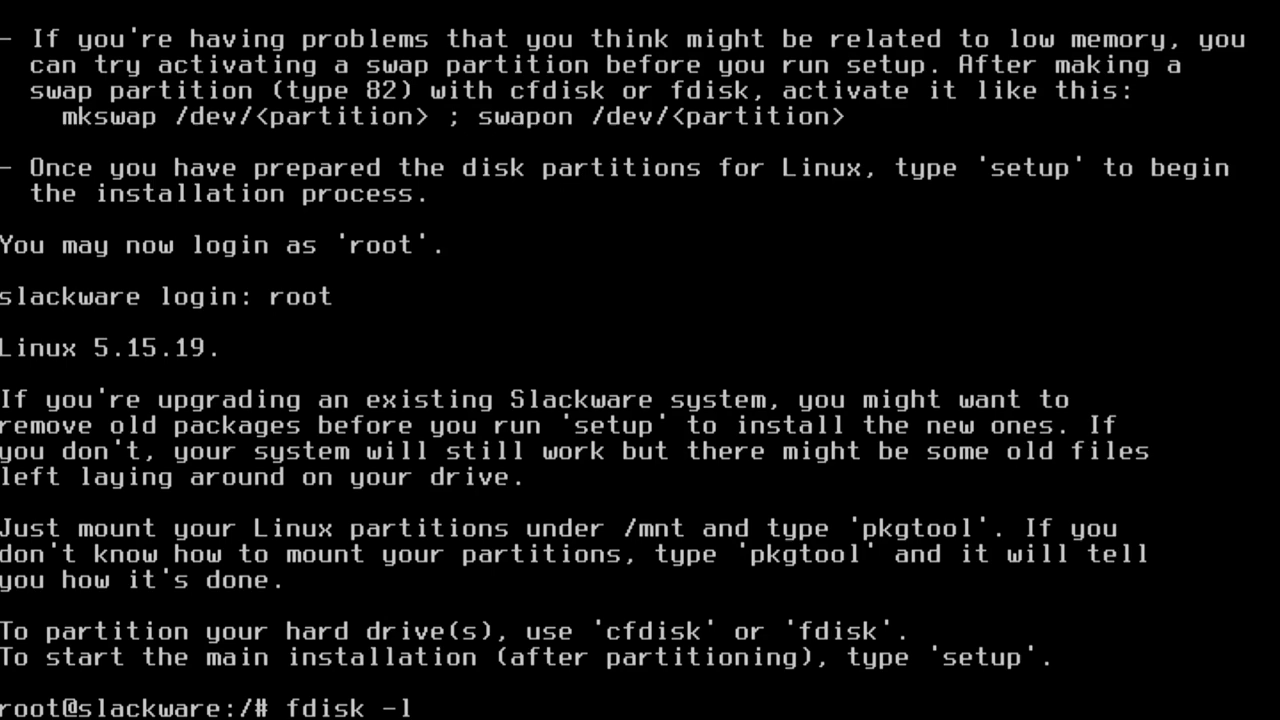 - If you're having problems that you think might be related to low memory, you
can try activating a swap partition before you run setup. After making a
swap partition (type 82) with cfdisk or fdisk, activate it like this:
mkswap /dev/<partition> ; swapon /dev/<partition>
- Once you have prepared the disk partitions for Linux, type 'setup' to begin
the installation process.
You may now login as 'root'.
slackware login: root
Linux 5.15.19.
If you're upgrading an existing Slackware system, you might want to
remove old packages before you run 'setup' to install the new ones. If
you don't, your system will still work but there might be some old files
left laying around on your drive.
Just mount your Linux partitions under /mnt and type 'pkgtool'. If you
don't know how to mount your partitions, type 'pkgtool' and it will tell
you how it's done.
To partition your hard drive(s), use 'cfdisk' or 'fdisk'.
To start the main installation (after partitioning), type 'setup'.
root@slackware:/# fdisk -l